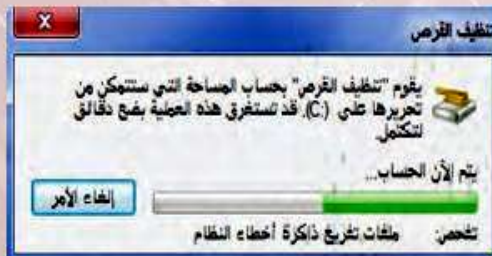 تنظيف القرص
يقوم "تنظيف القرص" بحساب المساحة التي ستتمكن من
تحريرها على (C:). قد تستغرق هذه العملية بضع دقائق
لتكتمل.
يتم الآن الحساب...
إلغاء الأمر
تفحص: ملفات تفريغ ذاكرة أخطاء النظام